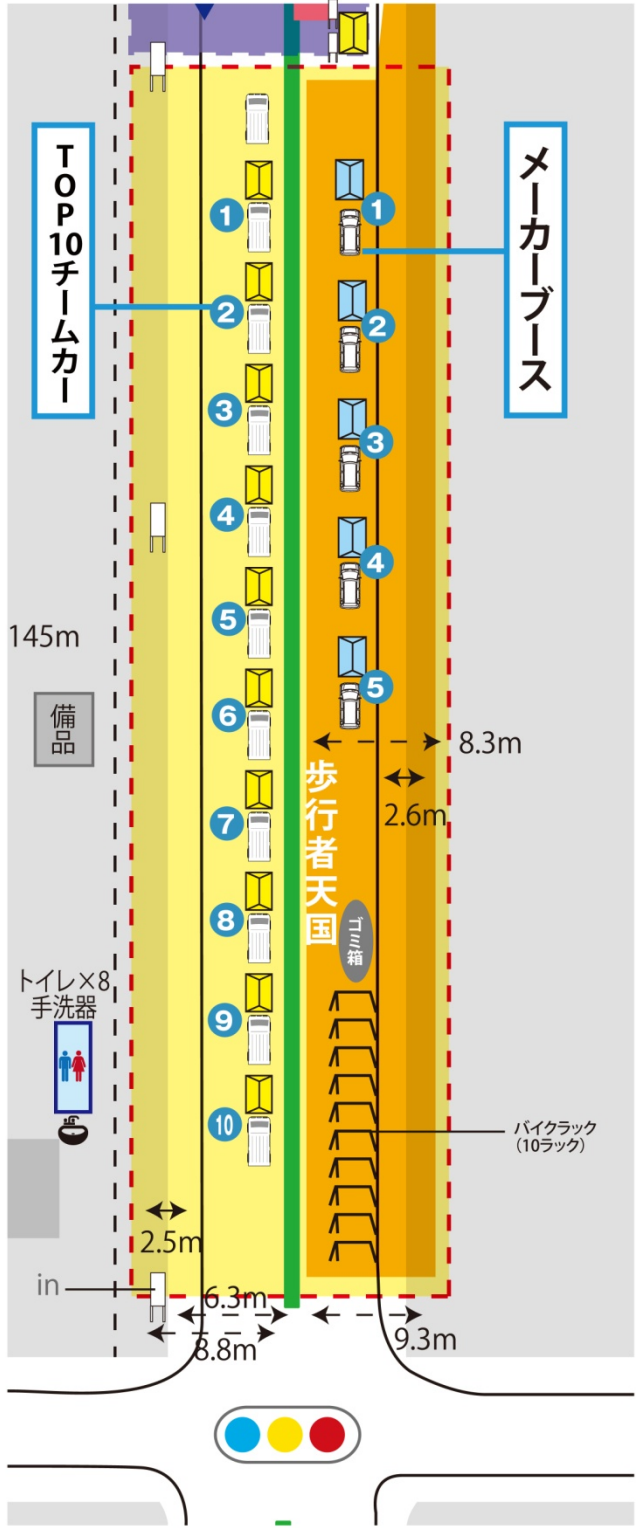 TOP10チームカー
メーカーブース
1
2
3
4
5
6
7
8
9
10
1
2
3
4
5
145m
備品
8.3m
2.6m
歩行者天国
ゴミ箱
トイレ×8
手洗器
バイクラック
(10ラック)
2.5m
in
6.3m
8.8m
9.3m